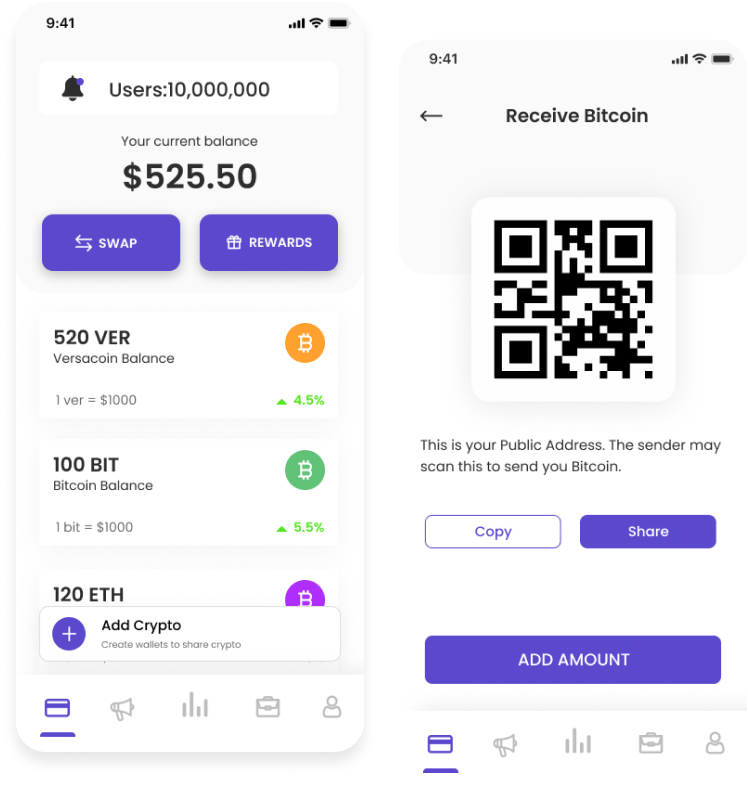 9:41
Users:10,000,000
Your current balance
$525.50
SWAP
REWARDS
520 VER
Versacoin Balance
1 ver = $1000
4.5%
100 BIT
Bitcoin Balance
1 bit = $1000
5.5%
120 ETH
Add Crypto
Create wallets to share crypto
9:41
Receive Bitcoin
This is your Public Address. The sender may
scan this to send you Bitcoin.
Copy
Share
ADD AMOUNT